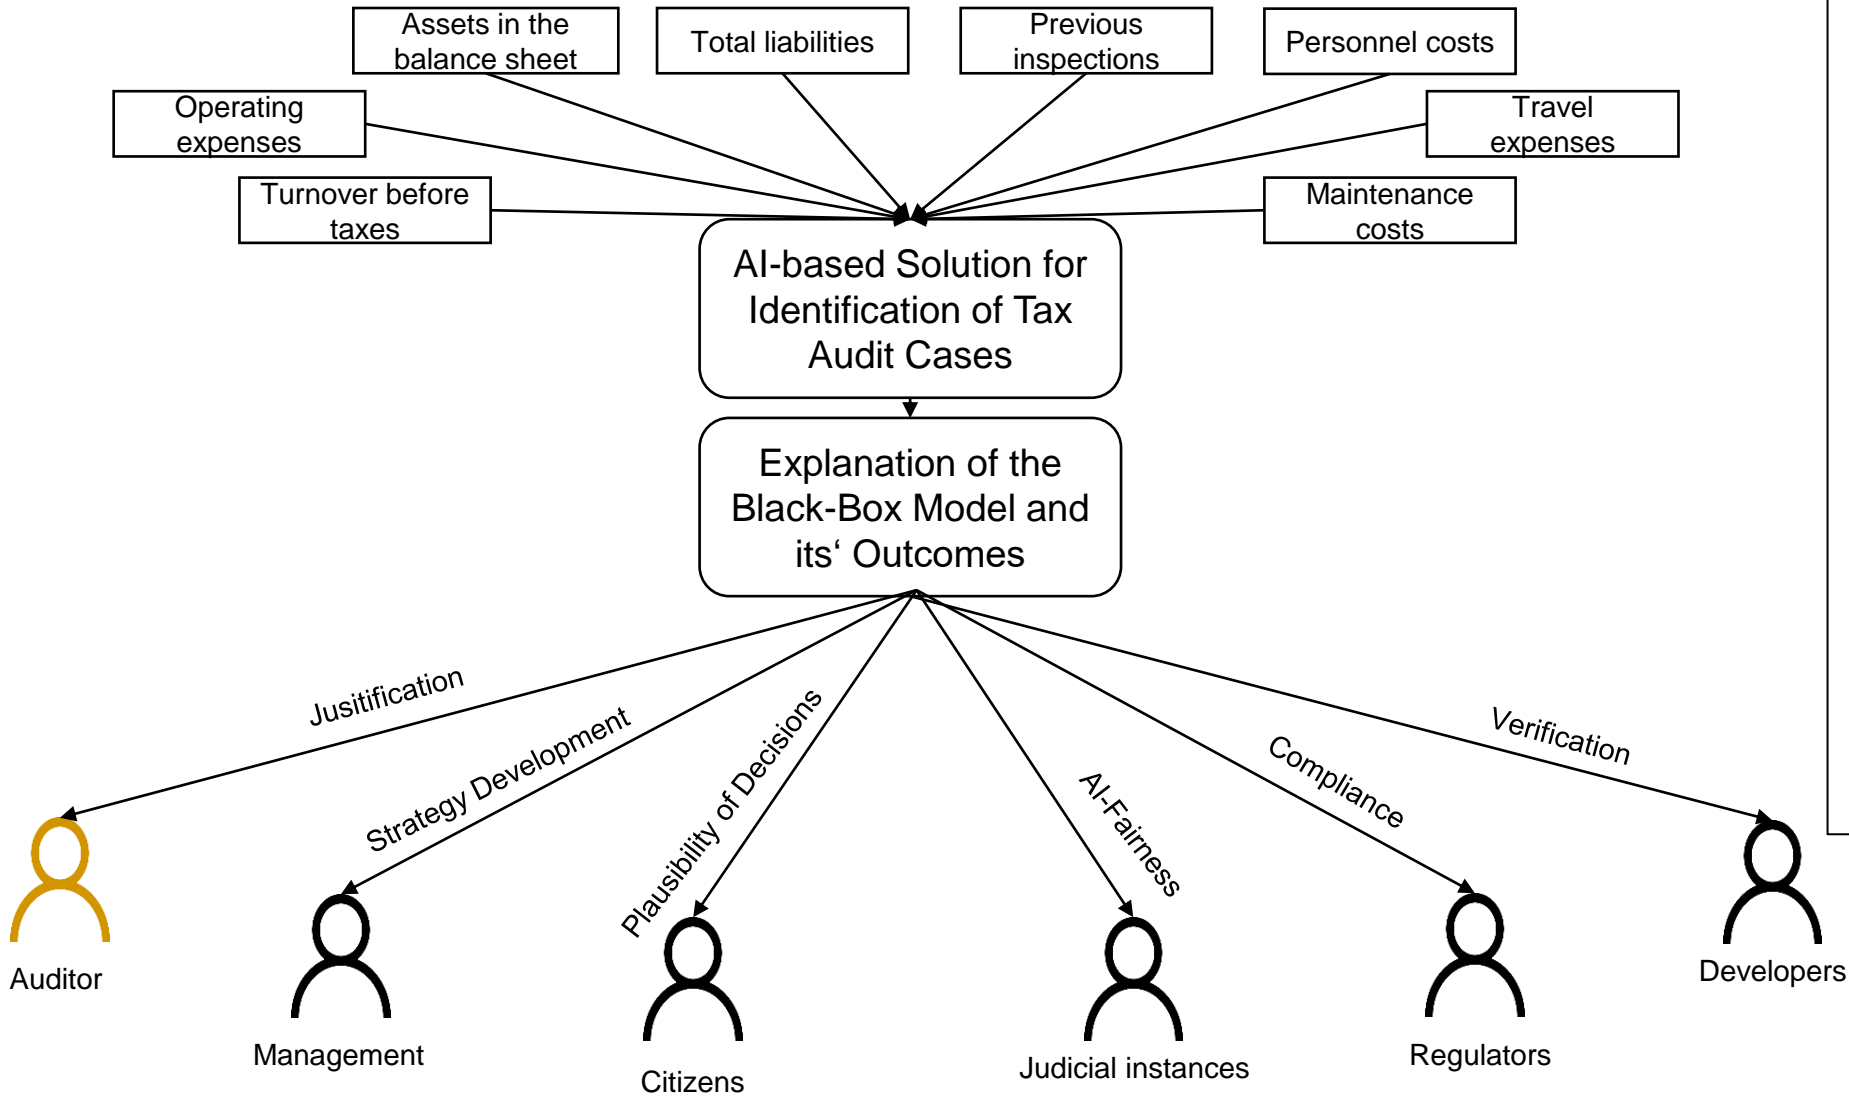 Assets in the
balance sheet
Total liabilities
Previous
inspections
Personnel costs
Operating
expenses
Travel
expenses
Turnover before
taxes
Maintenance
costs
AI-based Solution for
Identification of Tax
Audit Cases
Explanation of the
Black-Box Model and
its‘ Outcomes
Jusitification
Strategy Development
Plausibility of Decisions
AI-Fairness
Compliance
Verification
Auditor
Management
Citizens
Judicial instances
Regulators
Developers